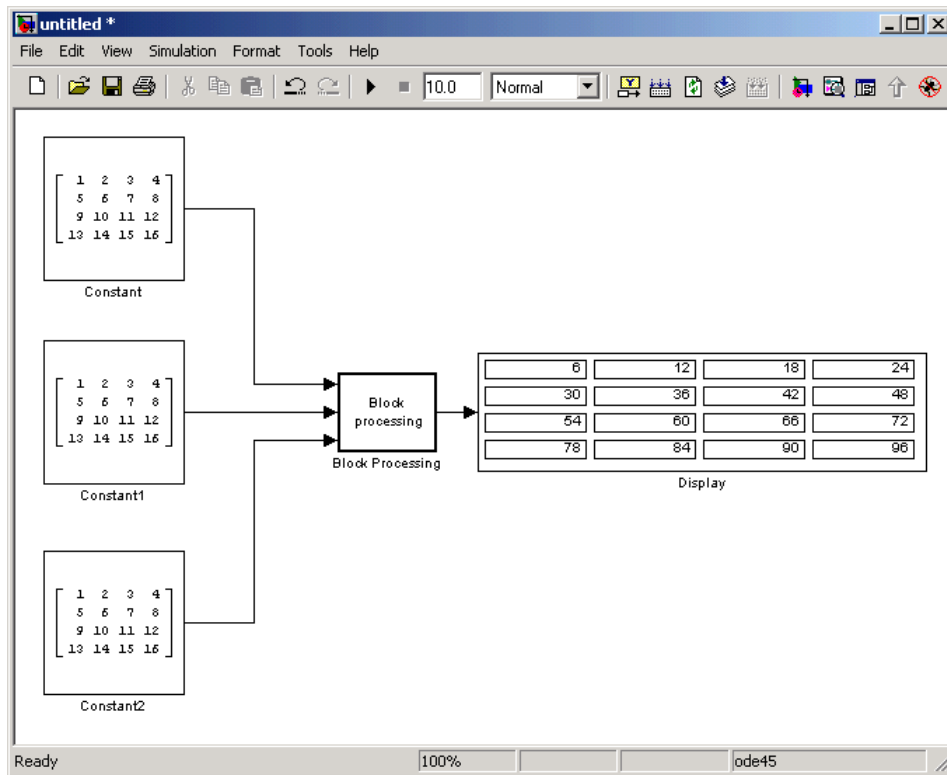 untitled *
File Edit View Simulation Format Tools Help
10.0 Normal
1 2 3 4
5 6 7 8
9 10 11 12
13 14 15 16
Constant
1 2 3 4
5 6 7 8
9 10 11 12
13 14 15 16
Constant1
Block
processing
Block Processing
6 12 18 24
30 36 42 48
54 60 66 72
78 84 90 96
Display
1 2 3 4
5 6 7 8
9 10 11 12
13 14 15 16
Constant2
Ready 100% ode45